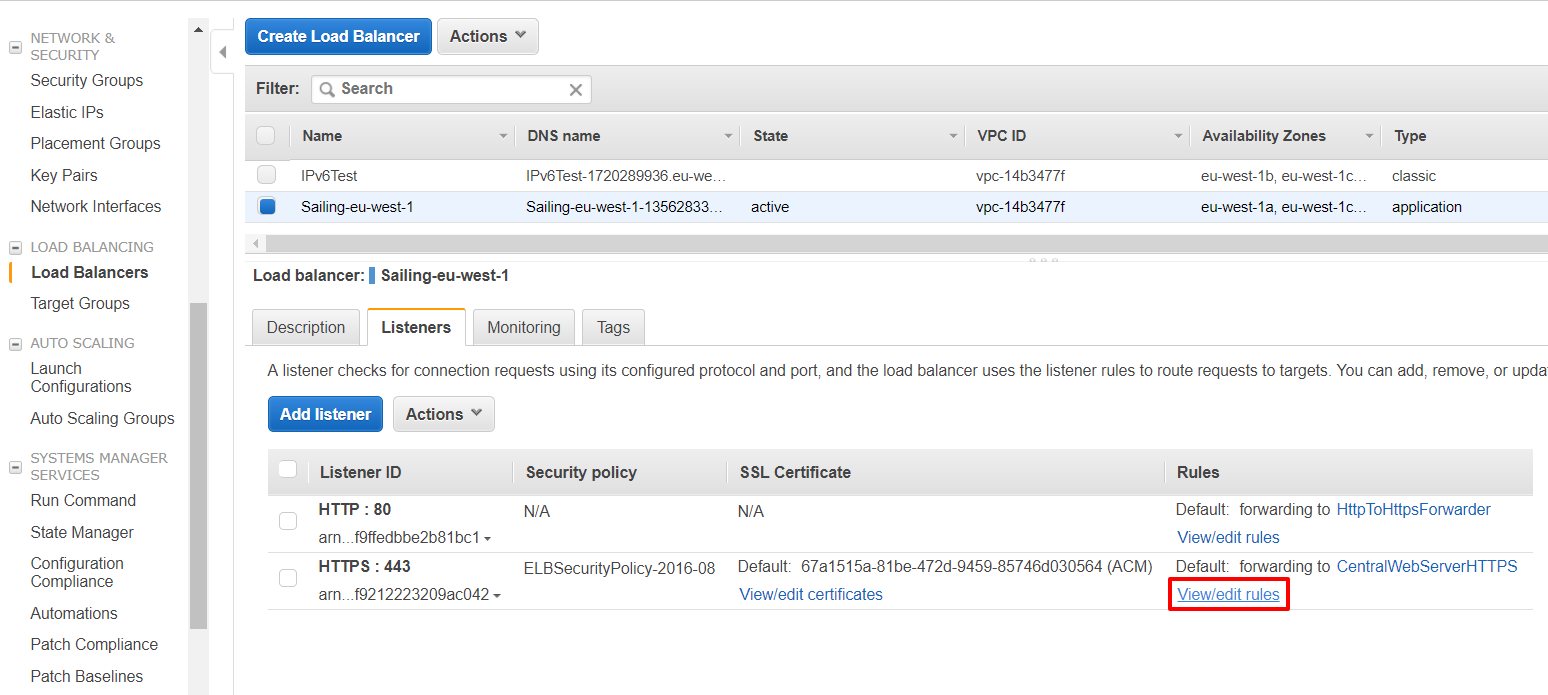 NETWORK &
SECURITY
Security Groups
Elastic IPs
Placement Groups
Key Pairs
Network Interfaces
LOAD BALANCING
Load Balancers
Target Groups
AUTO SCALING
Launch
Configurations
Auto Scaling Groups
SYSTEMS MANAGER
SERVICES
Run Command
State Manager
Configuration
Compliance
Automations
Patch Compliance
Patch Baselines
Create Load Balancer Actions
Filter: Search
Name DNS name State VPC ID Availability Zones Type
IPv6Test IPv6Test-1720289936.eu-we... vpc-14b3477f eu-west-1b, eu-west-1c... classic
Sailing-eu-west-1 Sailing-eu-west-1-13562833... active vpc-14b3477f eu-west-1a, eu-west-1c... application
Load balancer: Sailing-eu-west-1
Description Listeners Monitoring Tags
A listener checks for connection requests using its configured protocol and port, and the load balancer uses the listener rules to route requests to targets. You can add, remove, or upda
Add listener Actions
Listener ID Security policy SSL Certificate Rules
HTTP : 80 N/A N/A Default: forwarding to HttpToHttpsForwarder
arn...f9ffedbbe2b81bc1 View/edit rules
HTTPS : 443 ELBSecurityPolicy-2016-08 Default: 67a1515a-81be-472d-9459-85746d030564 (ACM) Default: forwarding to CentralWebServerHTTPS
arn...f9212223209ac042 View/edit certificates View/edit rules